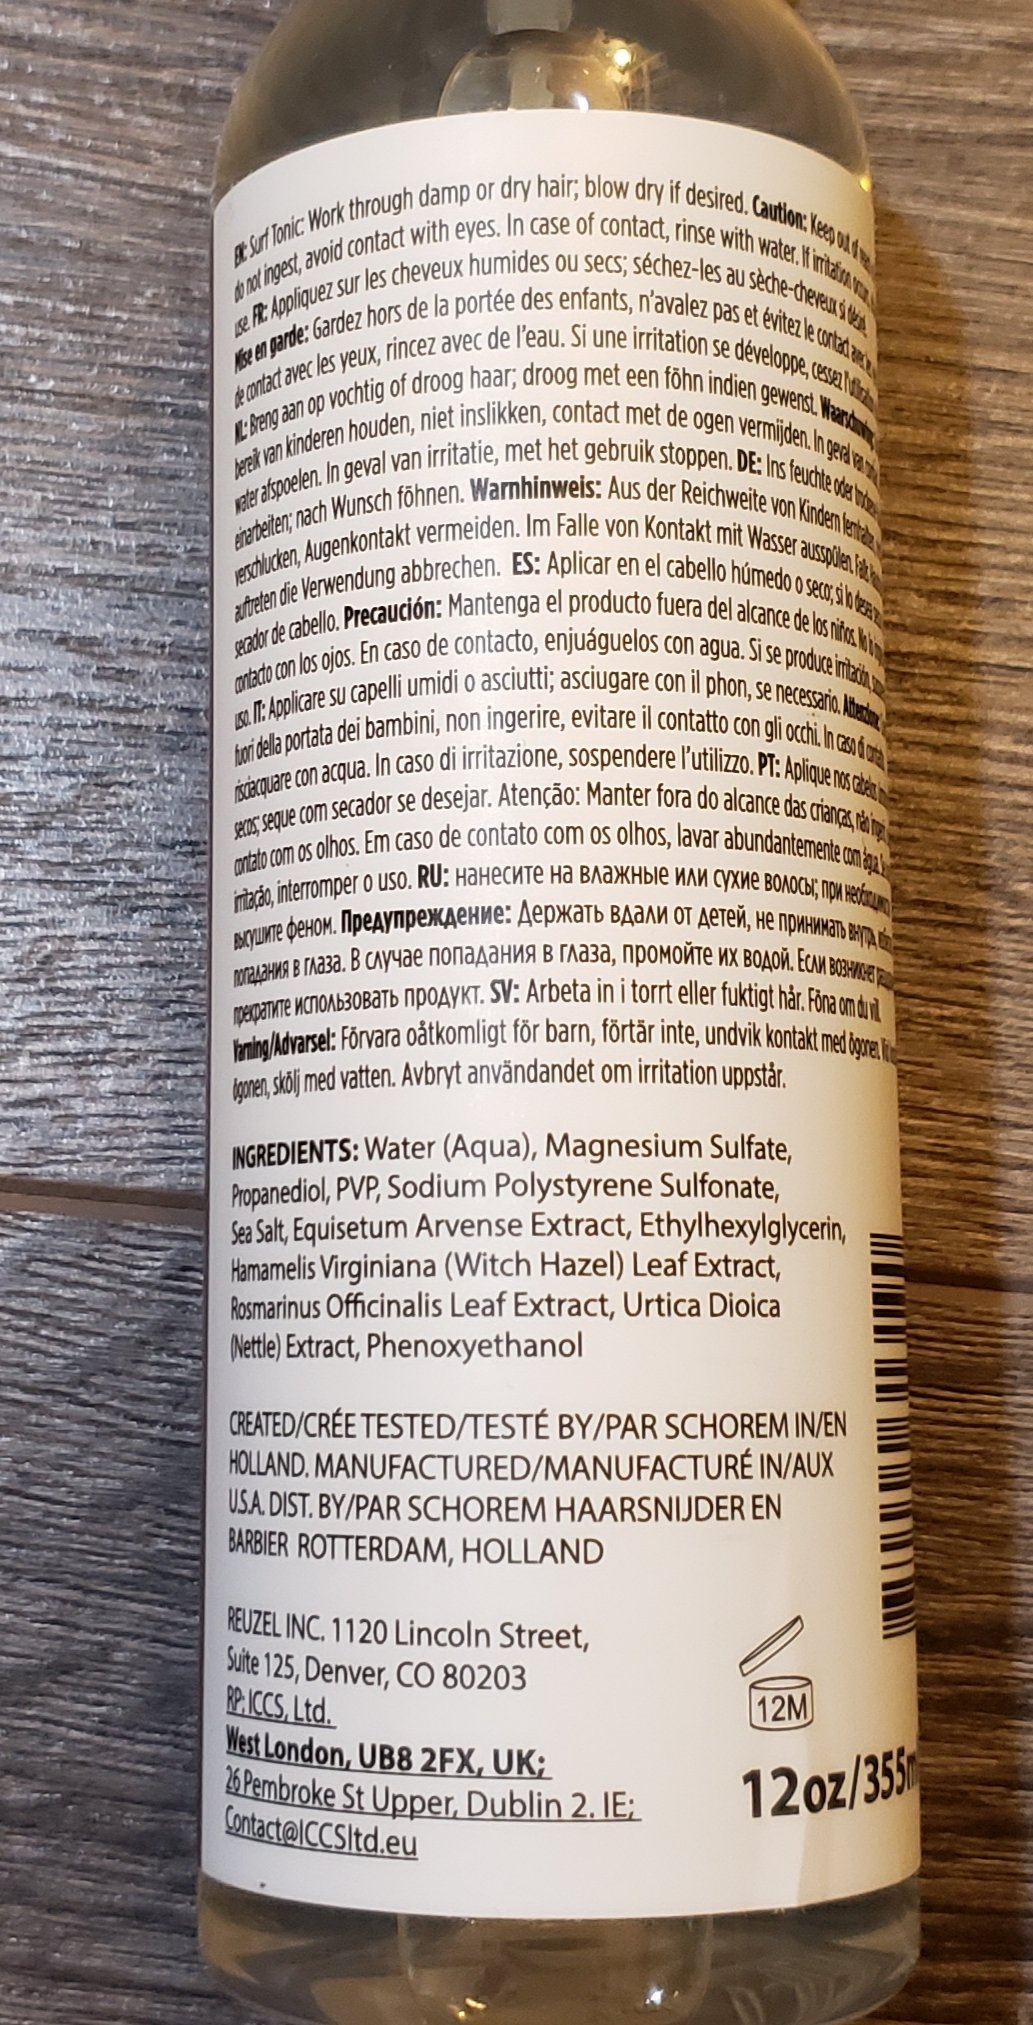 EN: Surf Tonic: Work through damp or dry hair; blow dry if desired. Caution: Keep out of
do not ingest, avoid contact with eyes. In case of contact, rinse with water. If irritation occurs,
use. FR: Appliquez sur les cheveux humides ou secs; séchez-les au sèche-cheveux si désiré.
Mise en garde: Gardez hors de la portée des enfants, n'avalez pas et évitez le contact avec les
de contact avec les yeux, rincez avec de l'eau. Si une irritation se développe, cessez l'utilisation
NL: Breng aan op vochtig of droog haar; droog met een föhn indien gewenst. Waarschuwing:
bereik van kinderen houden, niet inslikken, contact met de ogen vermijden. In geval van
water afspoelen. In geval van irritatie, met het gebruik stoppen. DE: Ins feuchte oder
einarbeiten; nach Wunsch föhnen. Warnhinweis: Aus der Reichweite von Kindern fernhalten,
verschlucken, Augenkontakt vermeiden. Im Falle von Kontakt mit Wasser ausspülen. Falls
auftreten die Verwendung abbrechen. ES: Aplicar en el cabello húmedo o seco; si lo desea
secador de cabello. Precaución: Mantenga el producto fuera del alcance de los niños. No lo
contacto con los ojos. En caso de contacto, enjuáguelos con agua. Si se produce irritación,
uso. IT: Applicare su capelli umidi o asciutti; asciugare con il phon, se necessario. Attenzione:
fuori della portata dei bambini, non ingerire, evitare il contatto con gli occhi. In caso di
risciacquare con acqua. In caso di irritazione, sospendere l'utilizzo. PT: Aplique nos cabelos
secos; seque com secador se desejar. Atenção: Manter fora do alcance das crianças, não
contato com os olhos. Em caso de contato com os olhos, lavar abundantemente com água. Se
irritação, interromper o uso. RU: нанесите на влажные или сухие волосы; при необходимости
высушите феном. Предупреждение: Держать вдали от детей, не принимать внутрь,
попадания в глаза. В случае попадания в глаза, промойте их водой. Если возникнет
прекратите использовать продукт. SV: Arbeta in i torrt eller fuktigt hår. Föna om du vill.
Varning/Advarsel: Förvara oåtkomligt för barn, förtär inte, undvik kontakt med ögonen.
ögonen, skölj med vatten. Avbryt användandet om irritation uppstår.
INGREDIENTS: Water (Aqua), Magnesium Sulfate,
Propanediol, PVP, Sodium Polystyrene Sulfonate,
Sea Salt, Equisetum Arvense Extract, Ethylhexylglycerin,
Hamamelis Virginiana (Witch Hazel) Leaf Extract,
Rosmarinus Officinalis Leaf Extract, Urtica Dioica
(Nettle) Extract, Phenoxyethanol
CREATED/CRÉE TESTED/TESTÉ BY/PAR SCHOREM IN/EN
HOLLAND. MANUFACTURED/MANUFACTURÉ IN/AUX
U.S.A. DIST. BY/PAR SCHOREM HAARSNIJDER EN
BARBIER ROTTERDAM, HOLLAND
REUZEL INC. 1120 Lincoln Street,
Suite 125, Denver, CO 80203
RP: ICCS, Ltd.
West London, UB8 2FX, UK;
26 Pembroke St Upper, Dublin 2. IE;
Contact@ICCSltd.eu
12M
12oz/355m